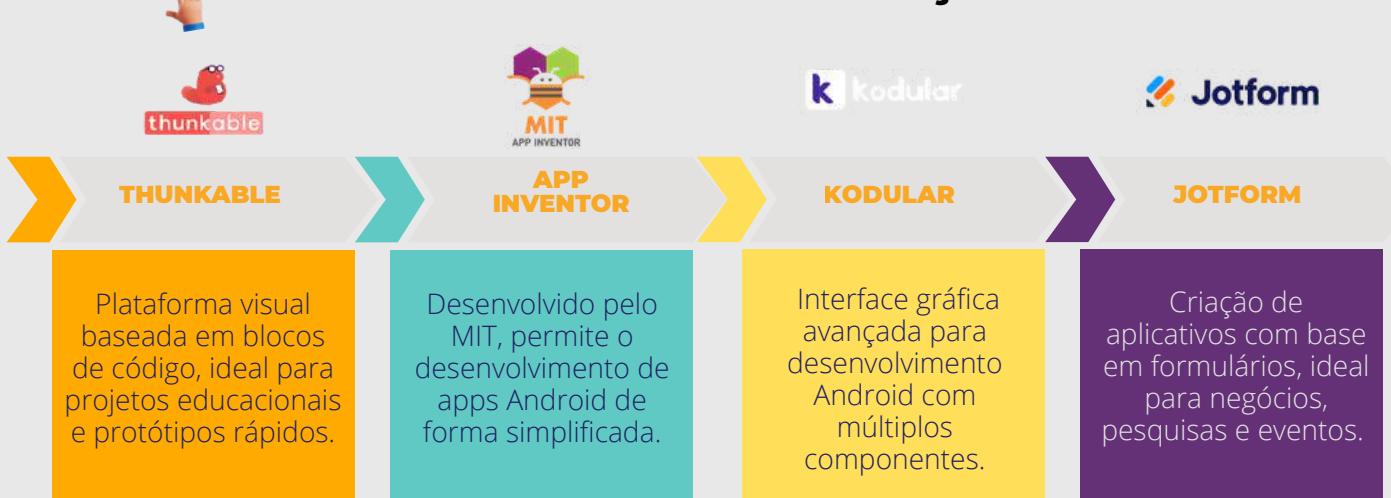 thunkable
MIT
APP INVENTOR
k kodular
Jotform
THUNKABLE
APP
INVENTOR
KODULAR
JOTFORM
Plataforma visual
baseada em blocos
de código, ideal para
projetos educacionais
e protótipos rápidos.
Desenvolvido pelo
MIT, permite o
desenvolvimento de
apps Android de
forma simplificada.
Interface gráfica
avançada para
desenvolvimento
Android com
múltiplos
componentes.
Criação de
aplicativos com base
em formulários, ideal
para negócios,
pesquisas e eventos.